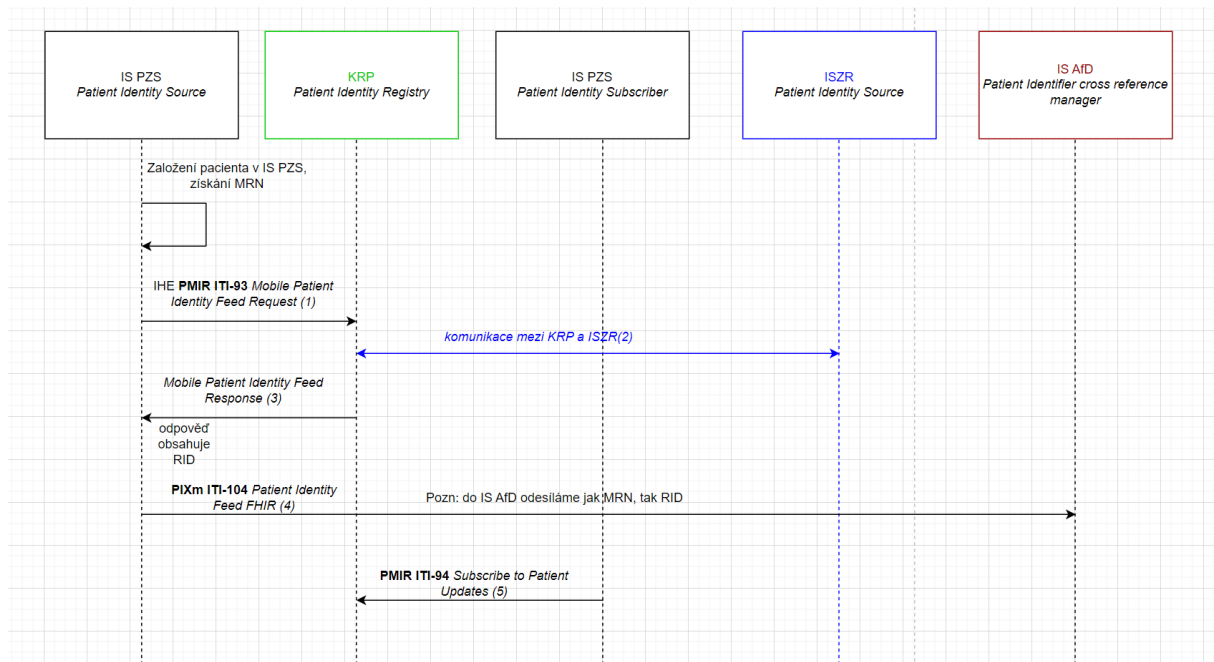 IS PZS
Patient Identity Source
KRP
Patient Identity Registry
IS PZS
Patient Identity Subscriber
ISZR
Patient Identity Source
IS AfD
Patient Identifier cross reference
manager
Založení pacienta v IS PZS,
získání MRN
IHE PMIR ITI-93 Mobile Patient
Identity Feed Request (1)
komunikace mezi KRP a ISZR(2)
Mobile Patient Identity Feed
Response (3)
odpověď
obsahuje
RID
PIXm ITI-104 Patient Identity
Feed FHIR (4)
Pozn: do IS AfD odesíláme jak MRN, tak RID
PMIR ITI-94 Subscribe to Patient
Updates (5)